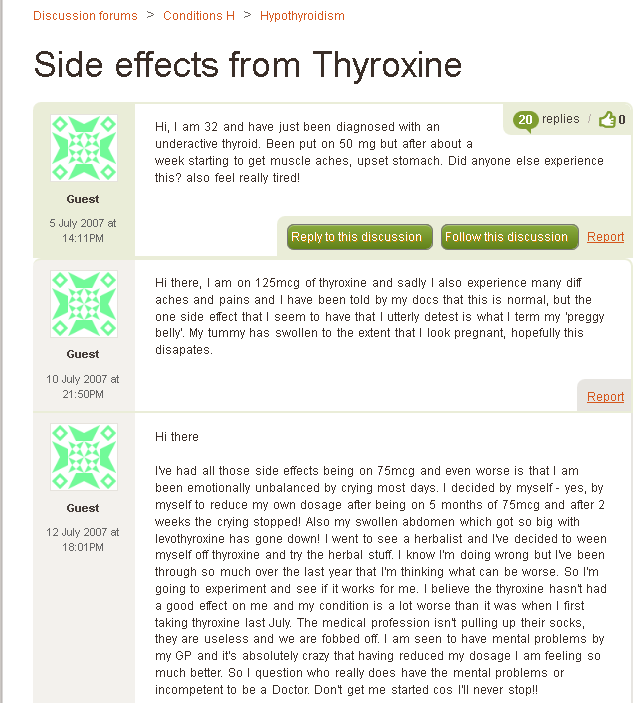 Discussion forums > Conditions H > Hypothyroidism
Side effects from Thyroxine
20 replies / 0
Hi, I am 32 and have just been diagnosed with an
underactive thyroid. Been put on 50 mg but after about a
week starting to get muscle aches, upset stomach. Did anyone else experience
this? also feel really tired!
Guest
5 July 2007 at
14:11PM
Reply to this discussion Follow this discussion Report
Hi there, I am on 125mcg of thyroxine and sadly I also experience many diff
aches and pains and I have been told by my docs that this is normal, but the
one side effect that I seem to have that I utterly detest is what I term my 'preggy
belly'. My tummy has swollen to the extent that I look pregnant, hopefully this
disapates.
Guest
10 July 2007 at
21:50PM
Report
Hi there
I've had all those side effects being on 75mcg and even worse is that I am
been emotionally unbalanced by crying most days. I decided by myself - yes, by
myself to reduce my own dosage after being on 5 months of 75mcg and after 2
weeks the crying stopped! Also my swollen abdomen which got so big with
levothyroxine has gone down! I went to see a herbalist and I've decided to ween
myself off thyroxine and try the herbal stuff. I know I'm doing wrong but I've been
through so much over the last year that I'm thinking what can be worse. So I'm
going to experiment and see if it works for me. I believe the thyroxine hasn't had
a good effect on me and my condition is a lot worse than it was when I first
taking thyroxine last July. The medical profession isn't pulling up their socks,
they are useless and we are fobbed off. I am seen to have mental problems by
my GP and it's absolutely crazy that having reduced my dosage I am feeling so
much better. So I question who really does have the mental problems or
incompetent to be a Doctor. Don't get me started cos I'll never stop!!
Guest
12 July 2007 at
18:01PM